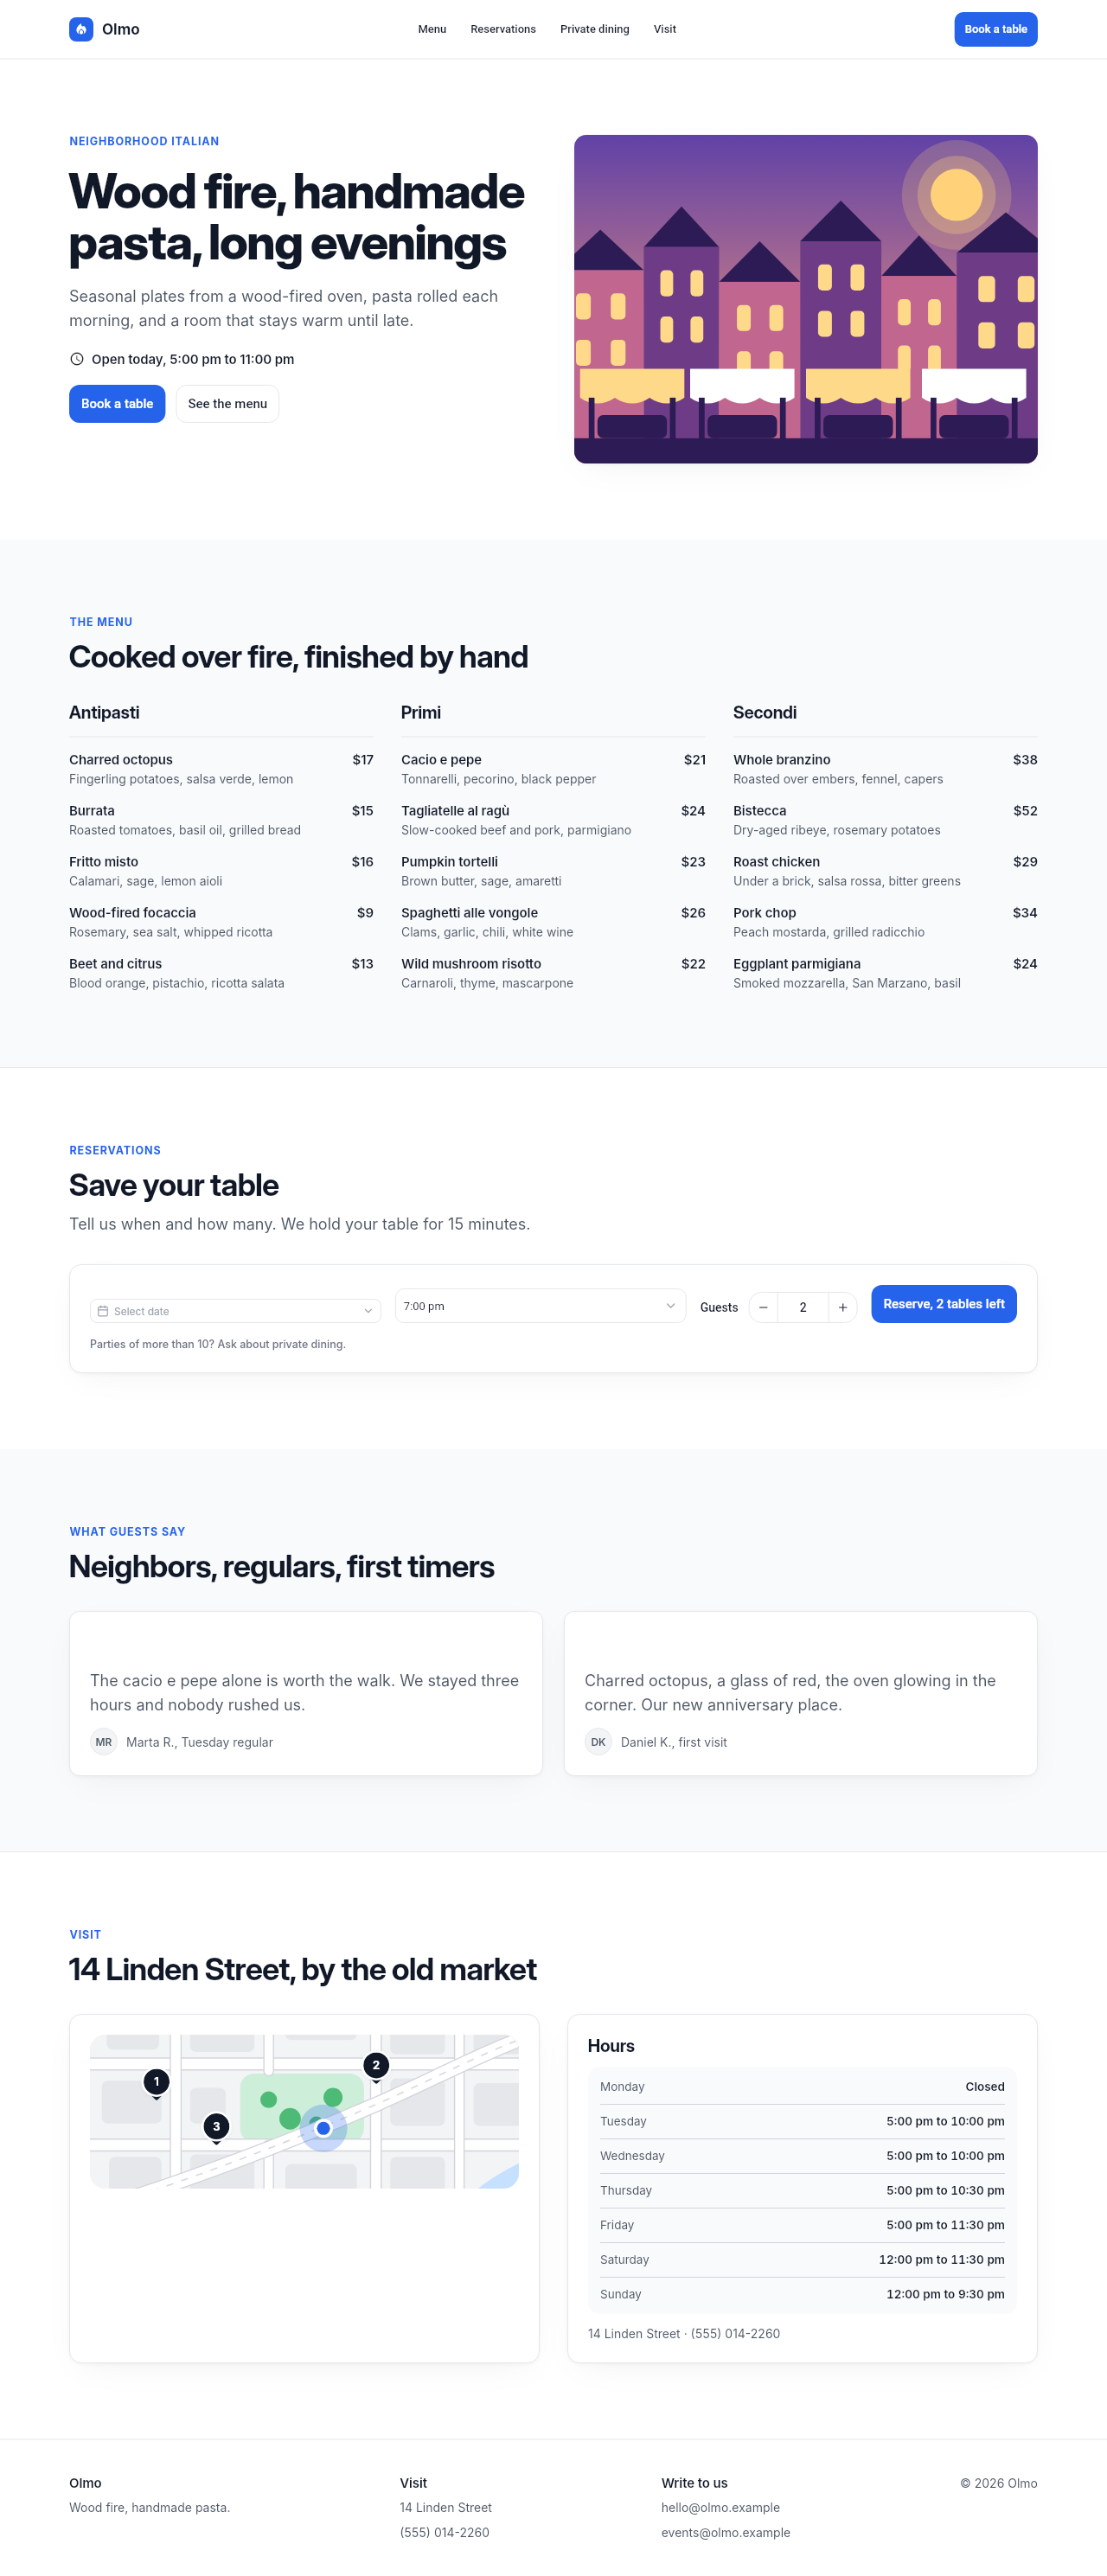 Olmo
Menu
Reservations
Private dining
Visit
Book a table
NEIGHBORHOOD ITALIAN
Wood fire, handmade
pasta, long evenings
Seasonal plates from a wood-fired oven, pasta rolled each
morning, and a room that stays warm until late.
Open today, 5:00 pm to 11:00 pm
Book a table
See the menu
THE MENU
Cooked over fire, finished by hand
Antipasti
Charred octopus $17
Fingerling potatoes, salsa verde, lemon
Burrata $15
Roasted tomatoes, basil oil, grilled bread
Fritto misto $16
Calamari, sage, lemon aioli
Wood-fired focaccia $9
Rosemary, sea salt, whipped ricotta
Beet and citrus $13
Blood orange, pistachio, ricotta salata
Primi
Cacio e pepe $21
Tonnarelli, pecorino, black pepper
Tagliatelle al ragù $24
Slow-cooked beef and pork, parmigiano
Pumpkin tortelli $23
Brown butter, sage, amaretti
Spaghetti alle vongole $26
Clams, garlic, chili, white wine
Wild mushroom risotto $22
Carnaroli, thyme, mascarpone
Secondi
Whole branzino $38
Roasted over embers, fennel, capers
Bistecca $52
Dry-aged ribeye, rosemary potatoes
Roast chicken $29
Under a brick, salsa rossa, bitter greens
Pork chop $34
Peach mostarda, grilled radicchio
Eggplant parmigiana $24
Smoked mozzarella, San Marzano, basil
RESERVATIONS
Save your table
Tell us when and how many. We hold your table for 15 minutes.
Select date
7:00 pm
Guests
2
Reserve, 2 tables left
Parties of more than 10? Ask about private dining.
WHAT GUESTS SAY
Neighbors, regulars, first timers
The cacio e pepe alone is worth the walk. We stayed three
hours and nobody rushed us.
MR Marta R., Tuesday regular
Charred octopus, a glass of red, the oven glowing in the
corner. Our new anniversary place.
DK Daniel K., first visit
VISIT
14 Linden Street, by the old market
1
2
3
Hours
Monday Closed
Tuesday 5:00 pm to 10:00 pm
Wednesday 5:00 pm to 10:00 pm
Thursday 5:00 pm to 10:30 pm
Friday 5:00 pm to 11:30 pm
Saturday 12:00 pm to 11:30 pm
Sunday 12:00 pm to 9:30 pm
14 Linden Street · (555) 014-2260
Olmo
Wood fire, handmade pasta.
Visit
14 Linden Street
(555) 014-2260
Write to us
hello@olmo.example
events@olmo.example
© 2026 Olmo